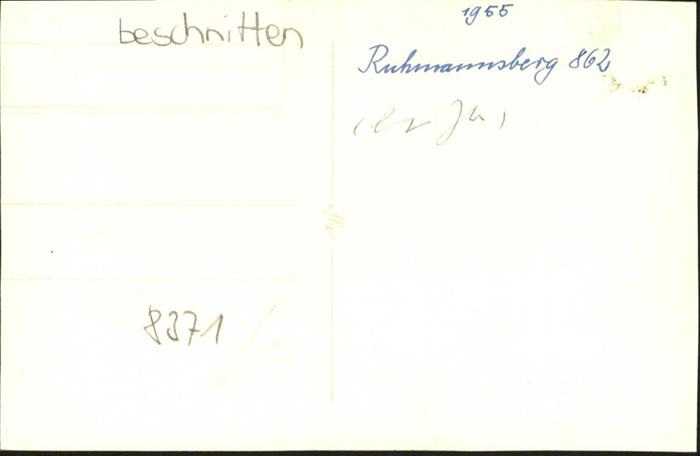 beschnitten
1955
Ruhmannsberg 862
8371